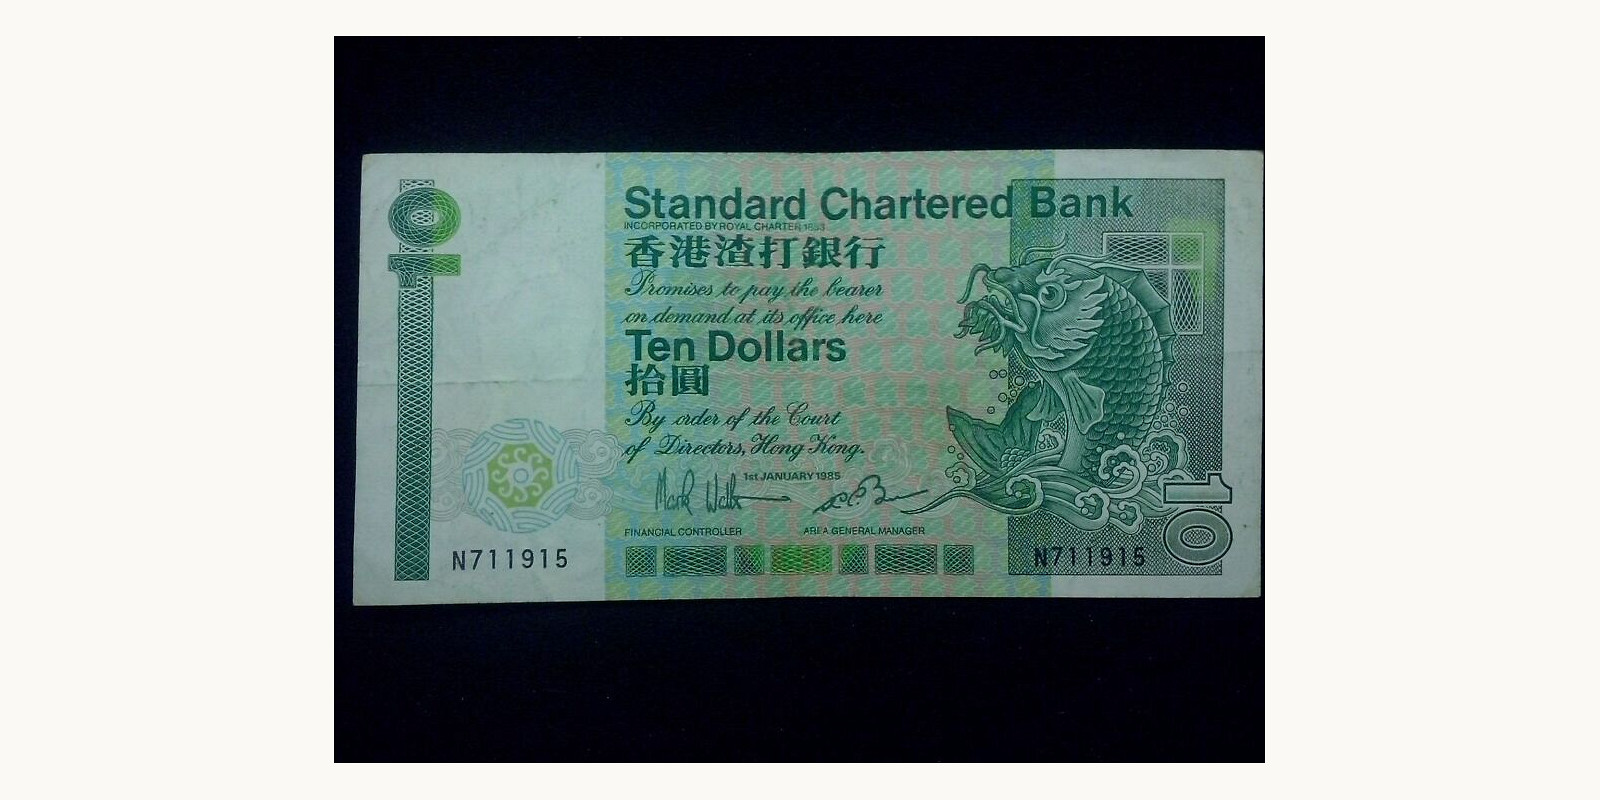 10
Standard Chartered Bank
INCORPORATED BY ROYAL CHARTER 1853
香港渣打銀行
Promises to pay the bearer
on demand at its office here
Ten Dollars
拾圓
By order of the Court
of Directors, Hong Kong.
1st JANUARY 1985
FINANCIAL CONTROLLER AREA GENERAL MANAGER
N711915 N711915
10